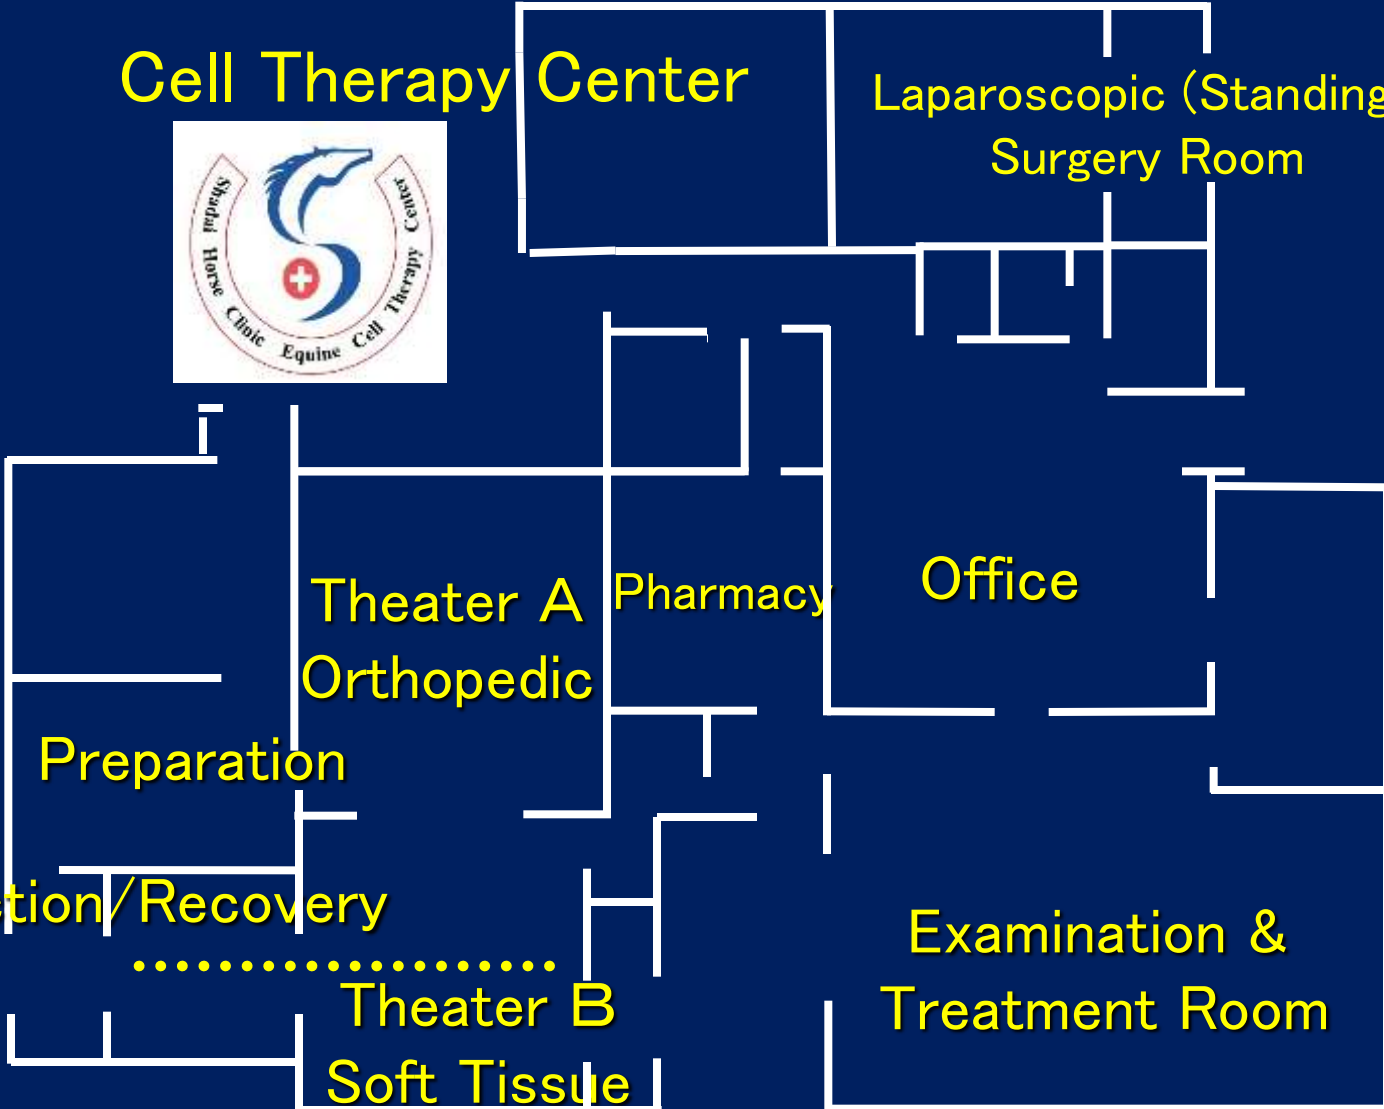 Cell Therapy Center
Laparoscopic (Standing
Surgery Room
Shadai Horse Clinic Equine Cell Therapy Center
Theater A
Orthopedic
Pharmacy
Office
Preparation
tion/Recovery
Examination &
Treatment Room
Theater B
Soft Tissue